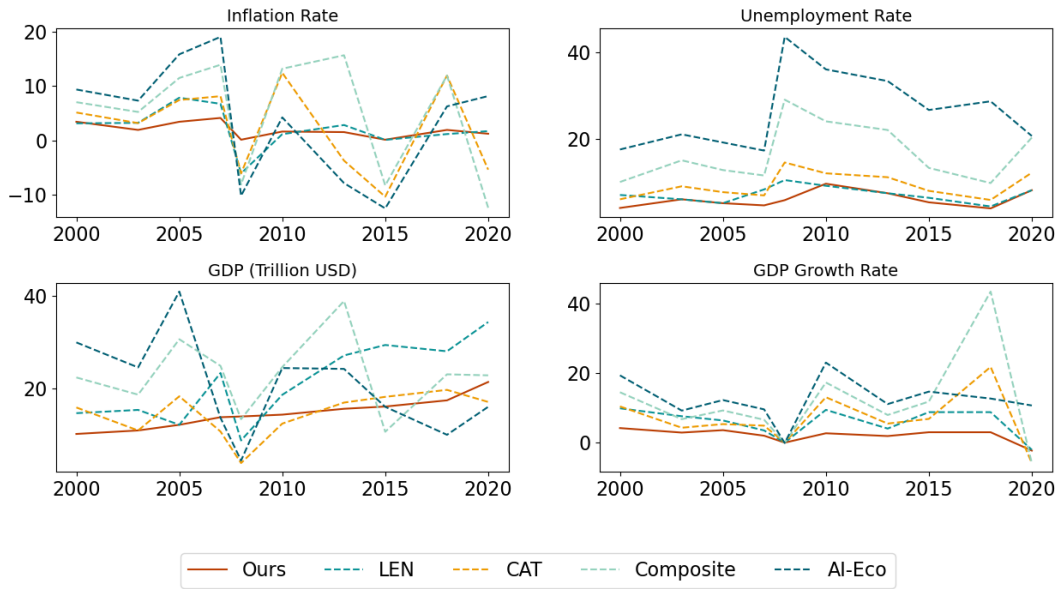 Inflation Rate
Unemployment Rate
20
10
0
−10
2000 2005 2010 2015 2020
40
20
2000 2005 2010 2015 2020
GDP (Trillion USD)
GDP Growth Rate
40
20
2000 2005 2010 2015 2020
40
20
0
2000 2005 2010 2015 2020
Ours LEN CAT Composite AI-Eco